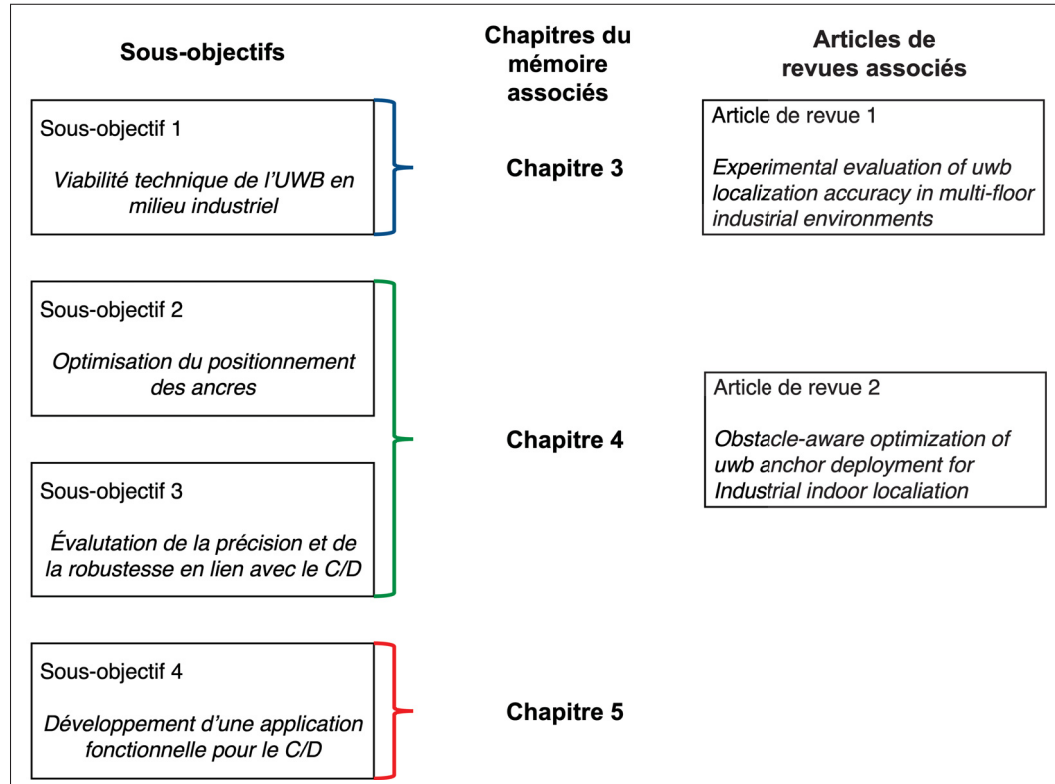 Sous-objectifs
Chapitres du
mémoire
associés
Articles de
revues associés
Sous-objectif 1
Viabilité technique de l'UWB en
milieu industriel
Chapitre 3
Article de revue 1
Experimental evaluation of uwb
localization accuracy in multi-floor
industrial environments
Sous-objectif 2
Optimisation du positionnement
des ancres
Sous-objectif 3
Évalutation de la précision et de
la robustesse en lien avec le C/D
Chapitre 4
Article de revue 2
Obstacle-aware optimization of
uwb anchor deployment for
Industrial indoor localiation
Sous-objectif 4
Développement d'une application
fonctionnelle pour le C/D
Chapitre 5